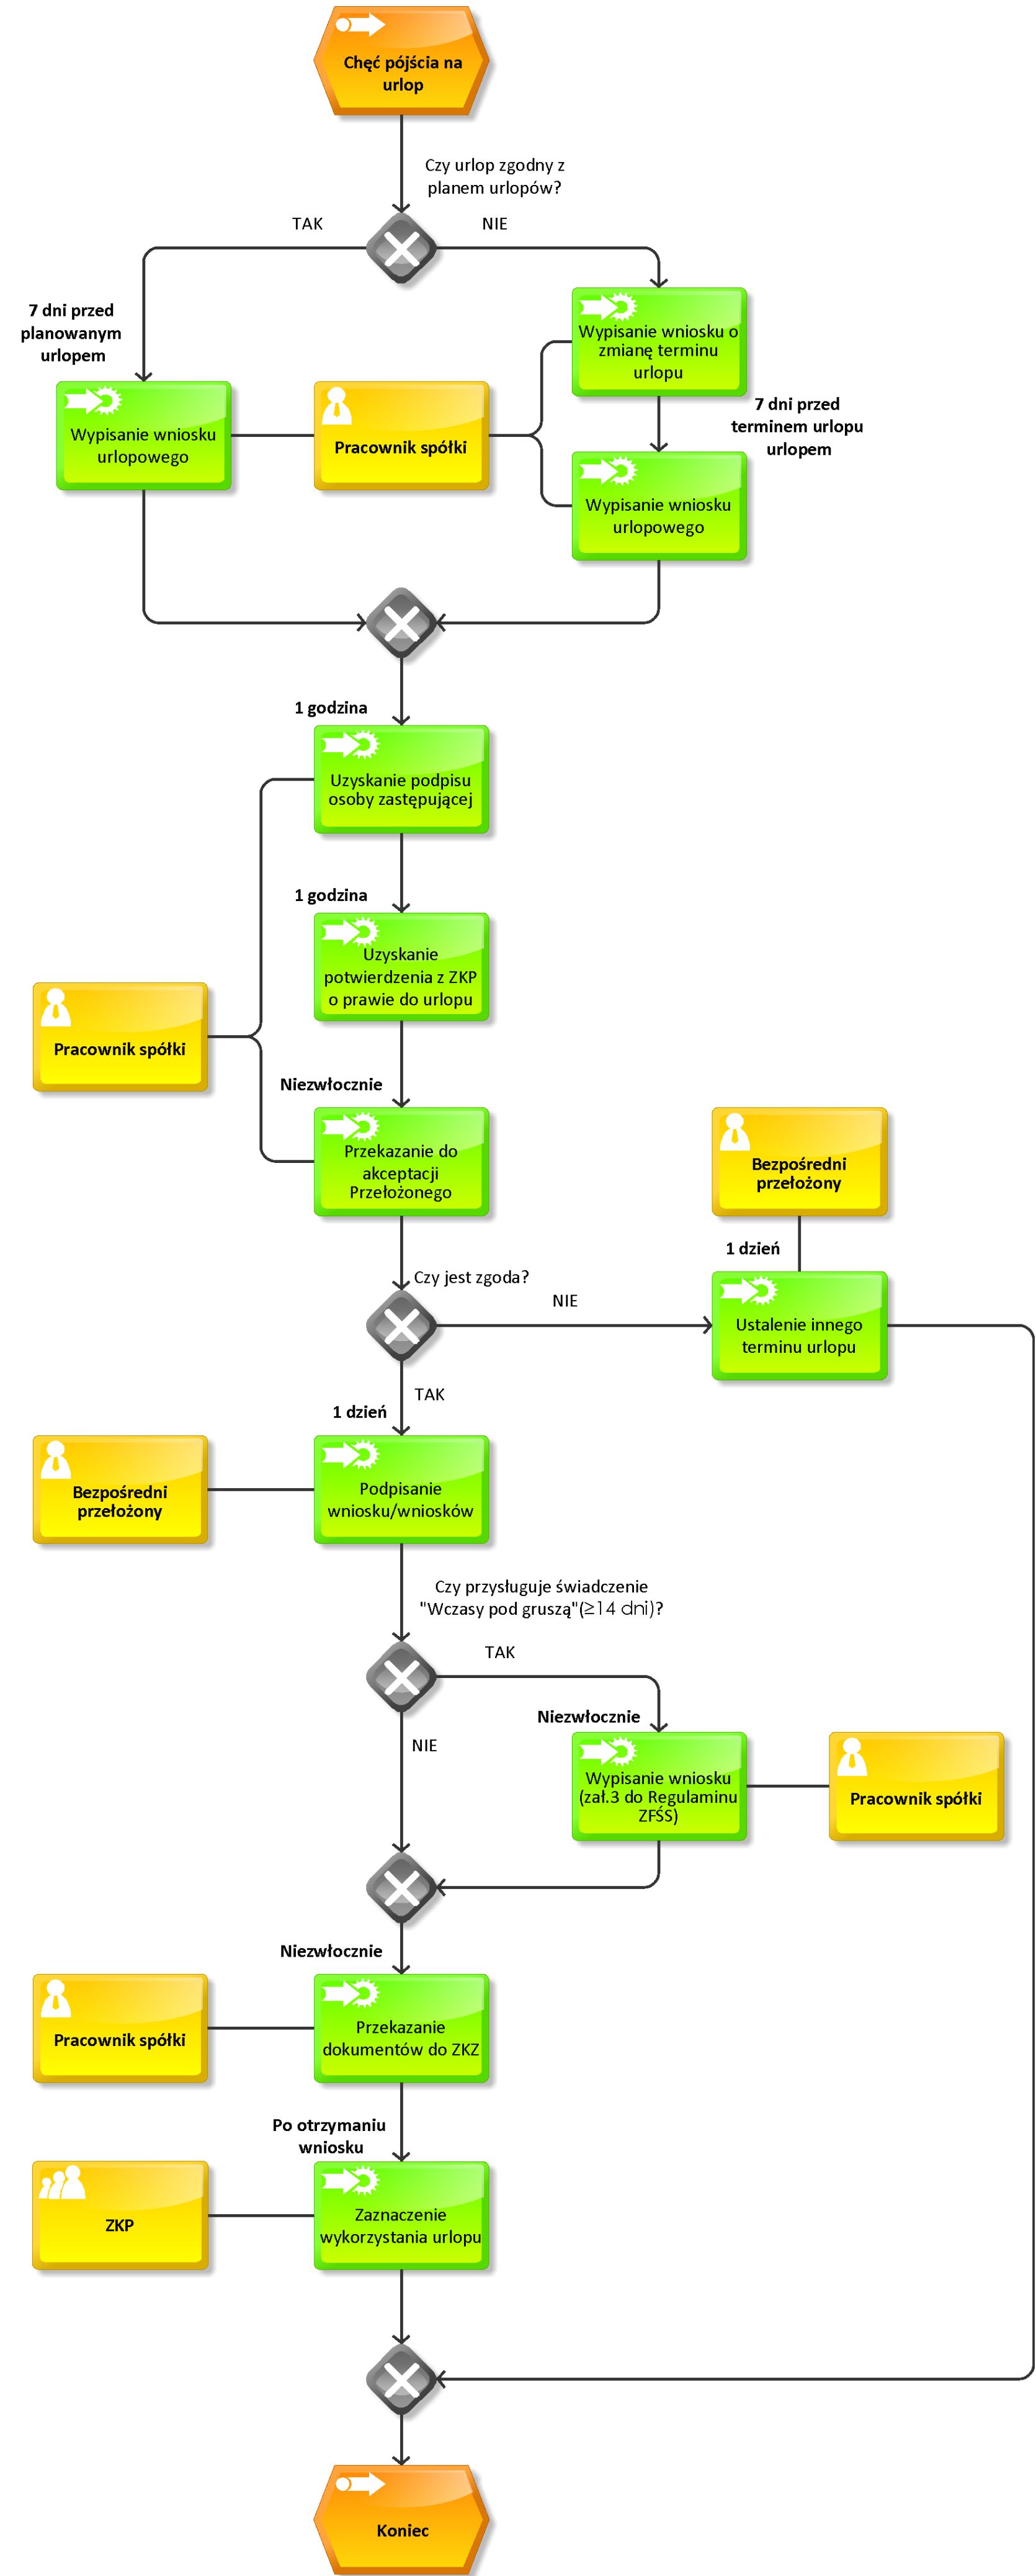 Chęć pójścia na
urlop
Czy urlop zgodny z
planem urlopów?
TAK
NIE
7 dni przed
planowanym
urlopem
Wypisanie wniosku o
zmianę terminu
urlopu
Wypisanie wniosku
urlopowego
Pracownik spółki
7 dni przed
terminem urlopu
urlopem
Wypisanie wniosku
urlopowego
1 godzina
Uzyskanie podpisu
osoby zastępującej
1 godzina
Uzyskanie
potwierdzenia z ZKP
o prawie do urlopu
Pracownik spółki
Niezwłocznie
Przekazanie do
akceptacji
Przełożonego
Bezpośredni
przełożony
1 dzień
Czy jest zgoda?
NIE
Ustalenie innego
terminu urlopu
TAK
1 dzień
Bezpośredni
przełożony
Podpisanie
wniosku/wniosków
Czy przysługuje świadczenie
"Wczasy pod gruszą"(≥14 dni)?
TAK
Niezwłocznie
NIE
Wypisanie wniosku
(zał.3 do Regulaminu
ZFŚS)
Pracownik spółki
Niezwłocznie
Pracownik spółki
Przekazanie
dokumentów do ZKZ
Po otrzymaniu
wniosku
ZKP
Zaznaczenie
wykorzystania urlopu
Koniec